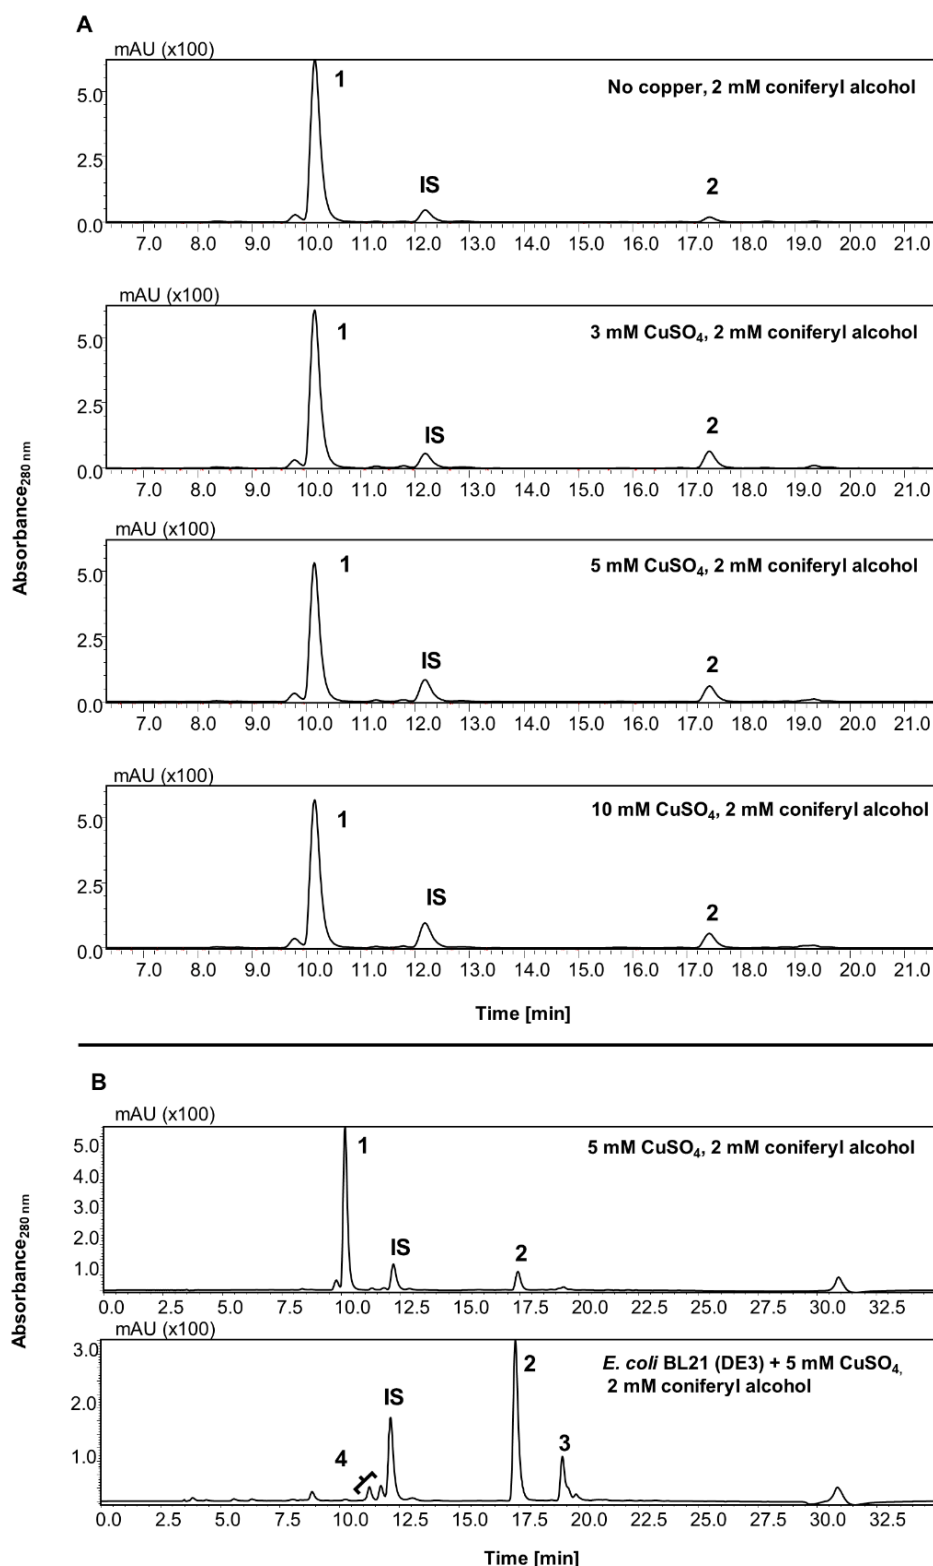 A
mAU (x100)
1
No copper, 2 mM coniferyl alcohol
5.0
2.5
IS
2
0.0
7.0 8.0 9.0 10.0 11.0 12.0 13.0 14.0 15.0 16.0 17.0 18.0 19.0 20.0 21.0
mAU (x100)
1
3 mM CuSO₄, 2 mM coniferyl alcohol
5.0
2.5
IS
2
0.0
7.0 8.0 9.0 10.0 11.0 12.0 13.0 14.0 15.0 16.0 17.0 18.0 19.0 20.0 21.0
Absorbance₂₈₀ ₙₘ
mAU (x100)
1
5 mM CuSO₄, 2 mM coniferyl alcohol
5.0
2.5
IS
2
0.0
7.0 8.0 9.0 10.0 11.0 12.0 13.0 14.0 15.0 16.0 17.0 18.0 19.0 20.0 21.0
mAU (x100)
1
10 mM CuSO₄, 2 mM coniferyl alcohol
5.0
2.5
IS
2
0.0
7.0 8.0 9.0 10.0 11.0 12.0 13.0 14.0 15.0 16.0 17.0 18.0 19.0 20.0 21.0
Time [min]
B
mAU (x100)
5.0
1
5 mM CuSO₄, 2 mM coniferyl alcohol
4.0
3.0
2.0
IS
2
1.0
0.0 2.5 5.0 7.5 10.0 12.5 15.0 17.5 20.0 22.5 25.0 27.5 30.0 32.5
Absorbance₂₈₀ ₙₘ
mAU (x100)
3.0
2
E. coli BL21 (DE3) + 5 mM CuSO₄,
2 mM coniferyl alcohol
2.0
IS
1.0
4
3
0.0 2.5 5.0 7.5 10.0 12.5 15.0 17.5 20.0 22.5 25.0 27.5 30.0 32.5
Time [min]